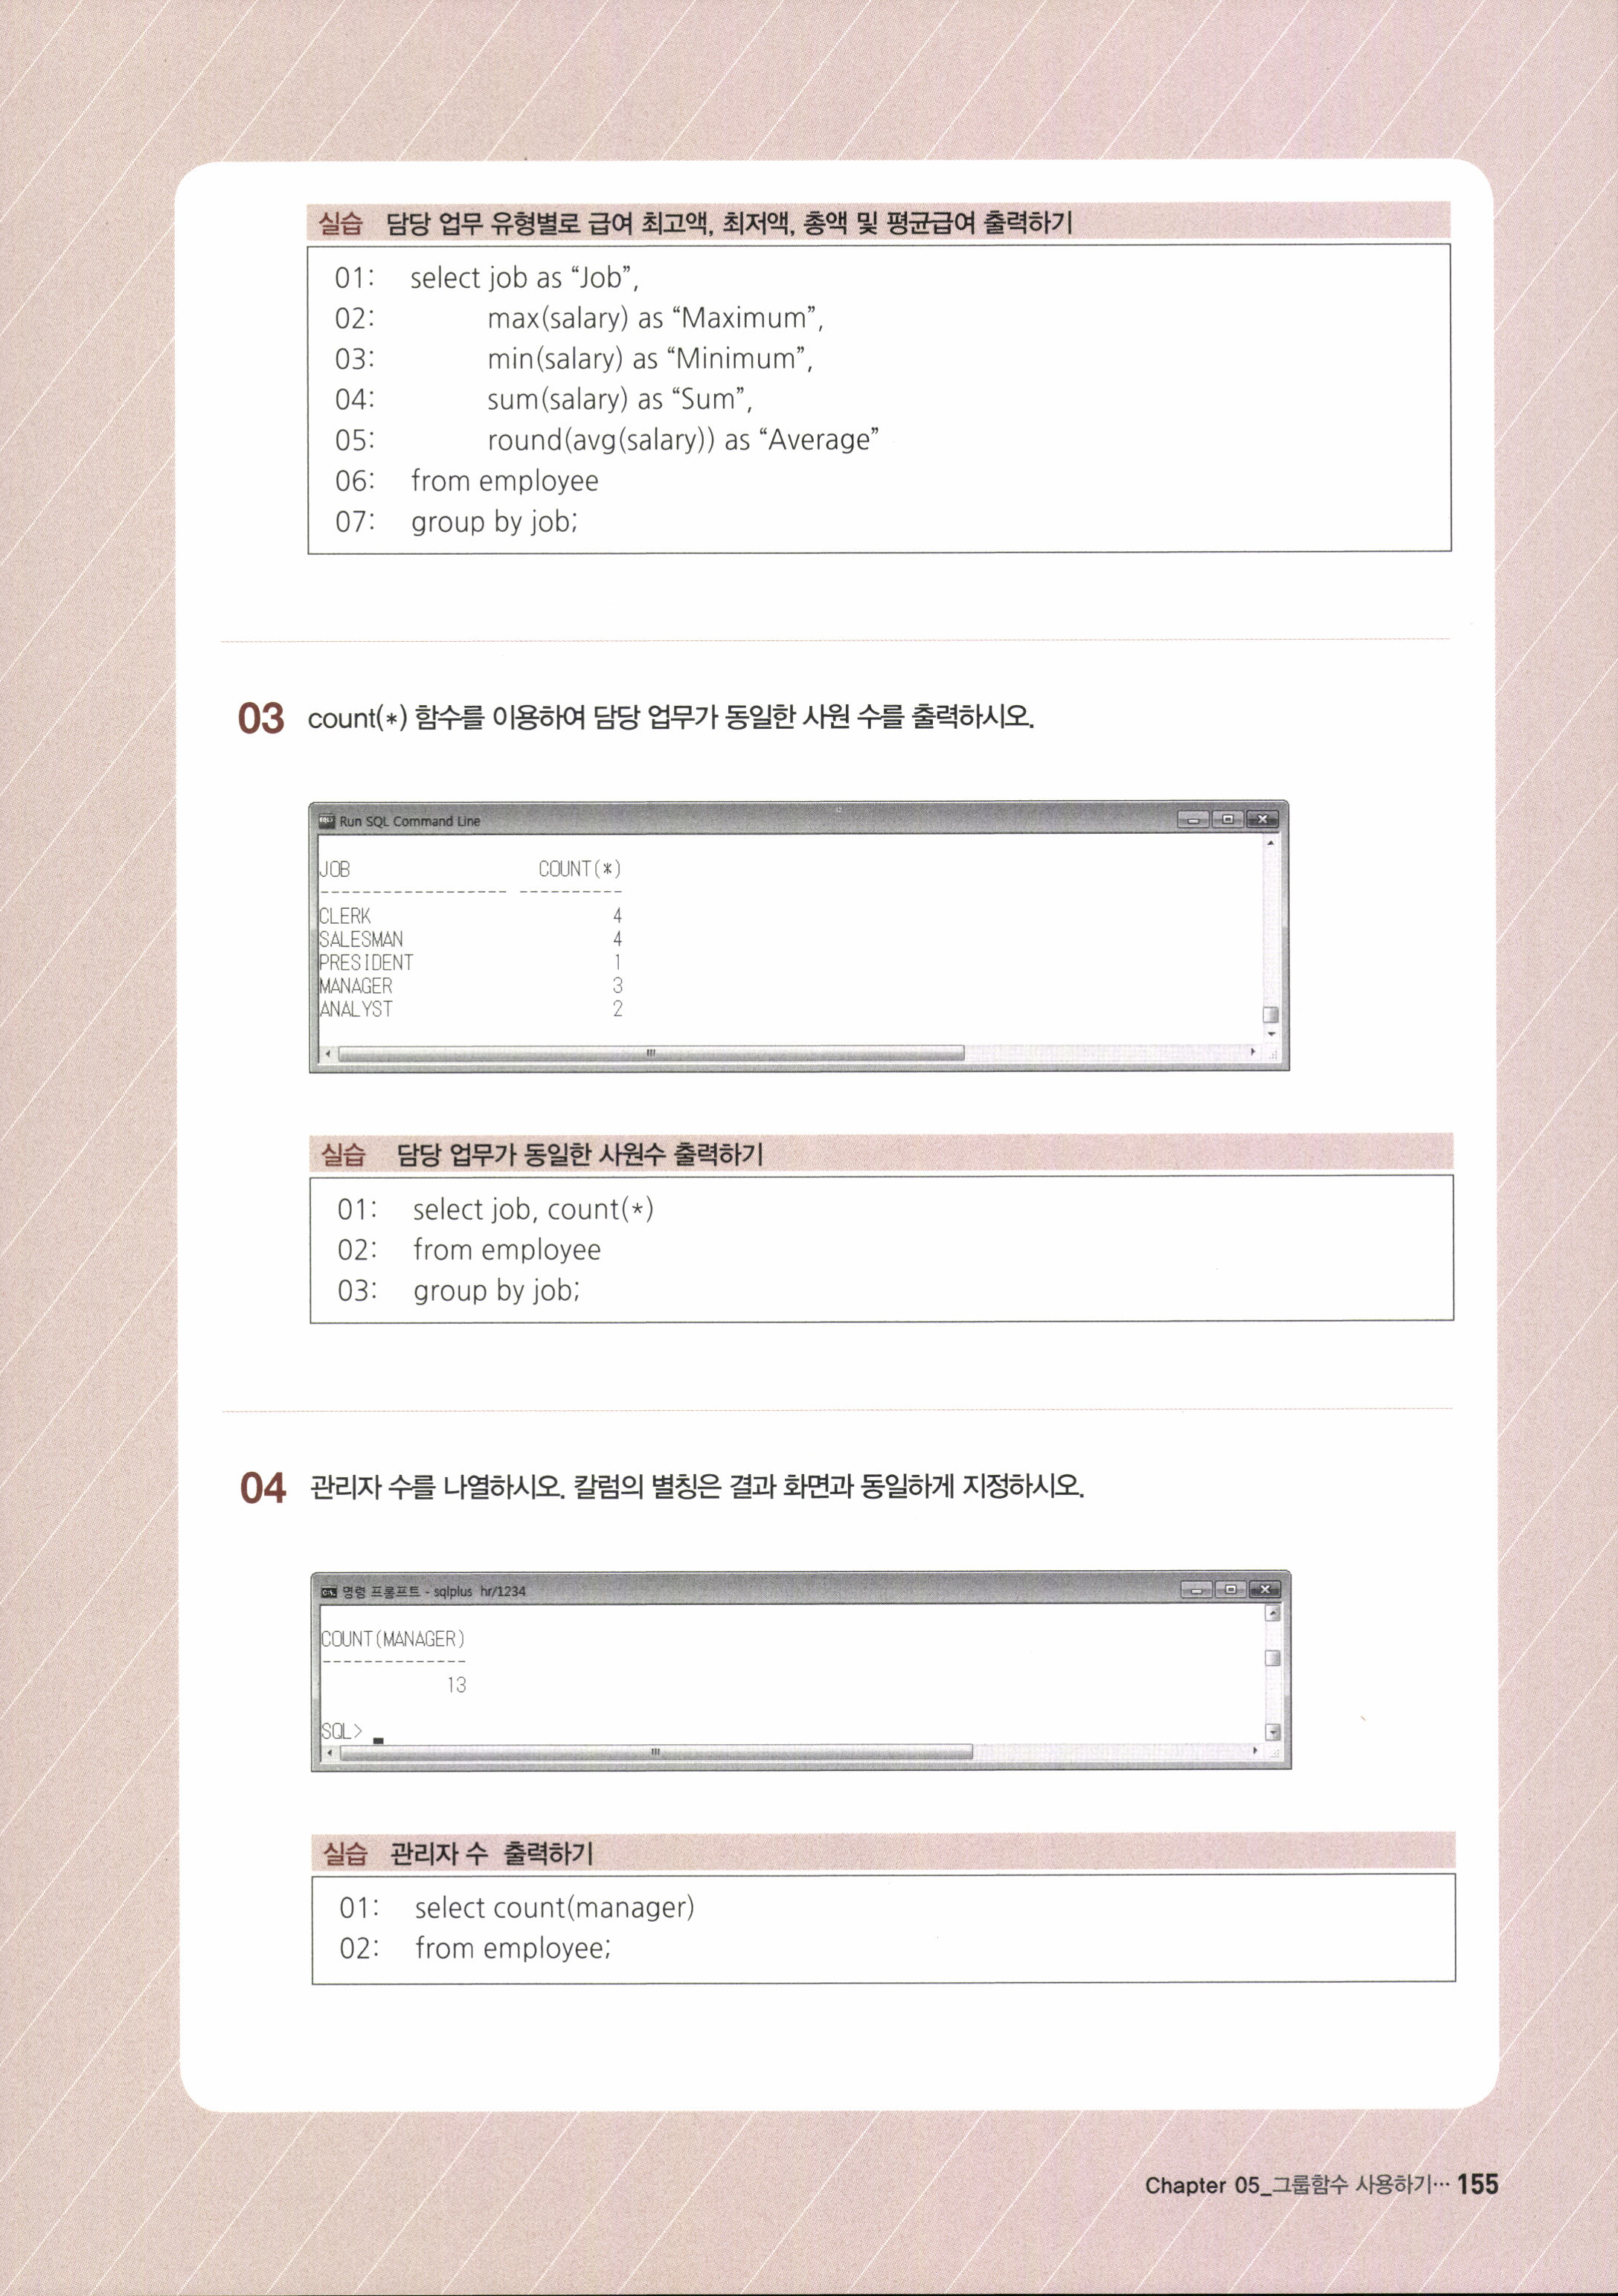 실습 담당 업무 유형별로 급여 최고액, 최저액, 총액 및 평균급여 출력하기
01: select job as “Job”,
02: max(salary) as “Maximum”,
03: min(salary) as “Minimum”,
04: sum(salary) as “Sum”,
05: round(avg(salary)) as “Average”
06: from employee
07: group by job;
03 count(*) 함수를 이용하여 담당 업무가 동일한 사원 수를 출력하시오.
Run SQL Command Line
JOB COUNT(*)
------------------ ----------
CLERK 4
SALESMAN 4
PRESIDENT 1
MANAGER 3
ANALYST 2
실습 담당 업무가 동일한 사원수 출력하기
01: select job, count(*)
02: from employee
03: group by job;
04 관리자 수를 나열하시오. 칼럼의 별칭은 결과 화면과 동일하게 지정하시오.
명령 프롬프트 - sqlplus hr/1234
COUNT(MANAGER)
--------------
13
SQL>
실습 관리자 수 출력하기
01: select count(manager)
02: from employee;
Chapter 05_그룹함수 사용하기… 155